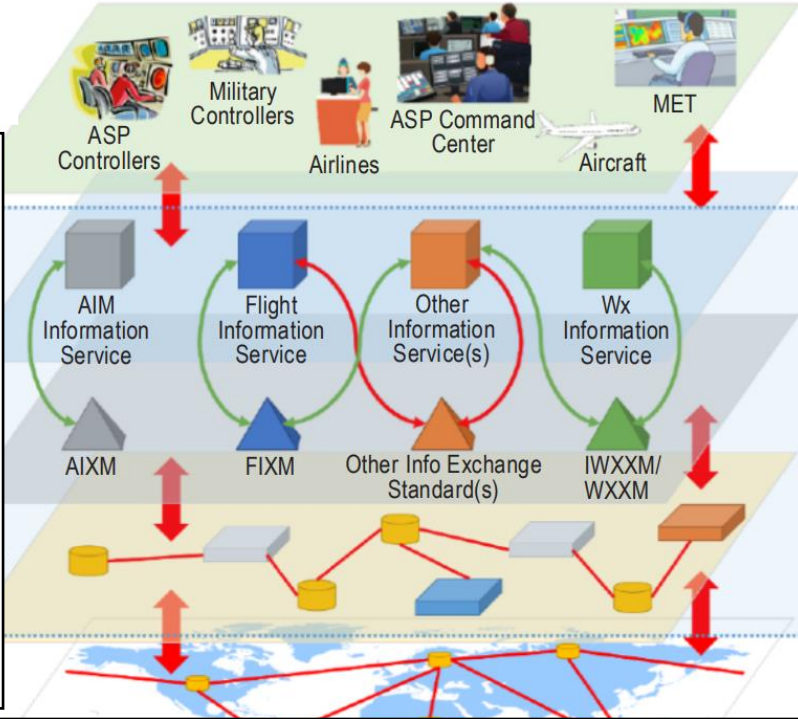 ASP
Controllers
Military
Controllers
Airlines
ASP Command
Center
Aircraft
MET
AIM
Information
Service
Flight
Information
Service
Other
Information
Service(s)
Wx
Information
Service
AIXM
FIXM
Other Info Exchange
Standard(s)
IWXXM/
WXXM